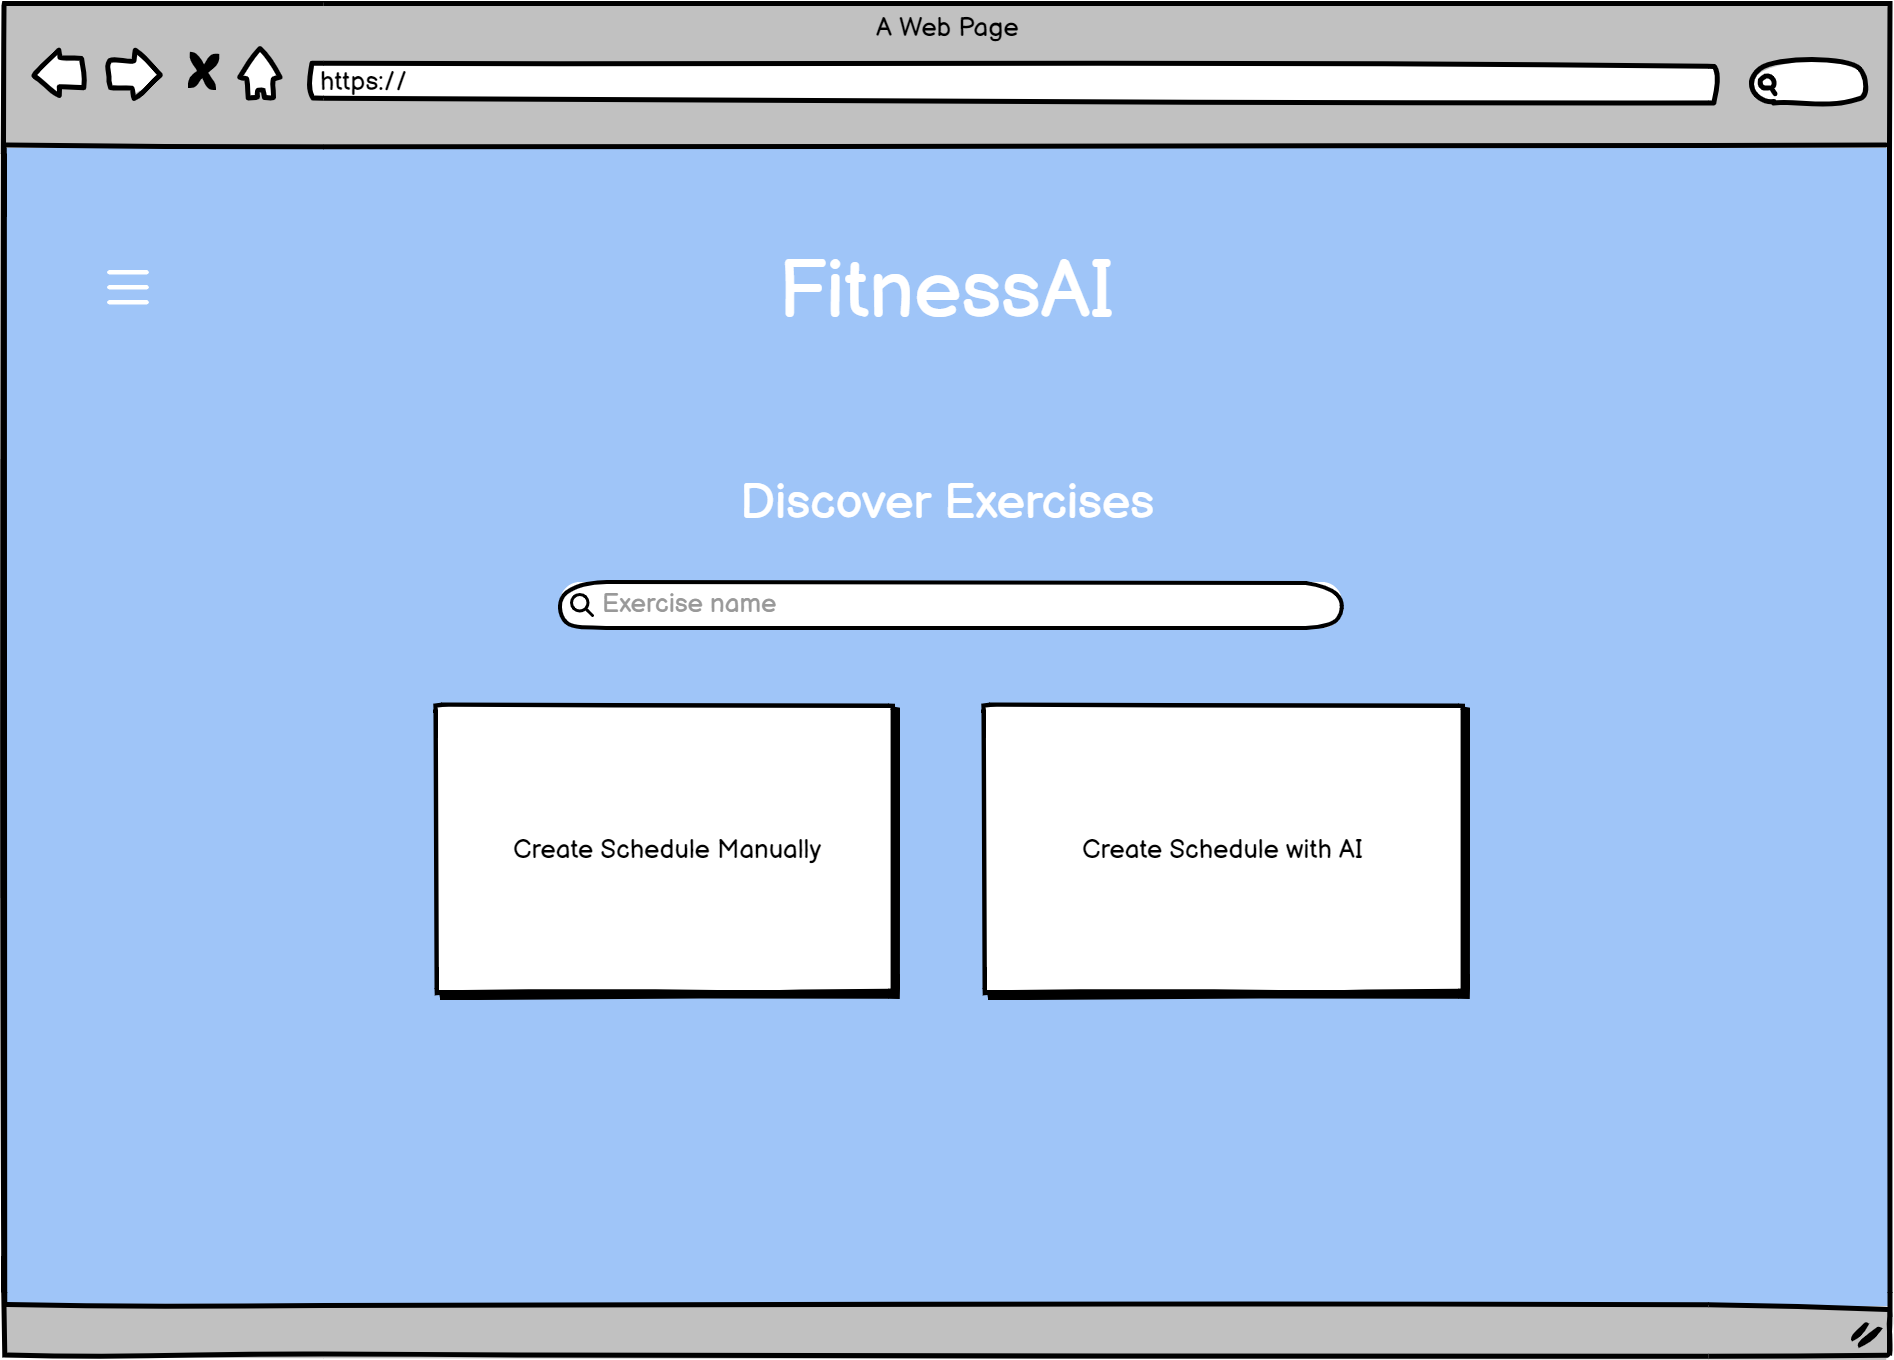 A Web Page
https://
FitnessAI
Discover Exercises
Exercise name
Create Schedule Manually
Create Schedule with AI